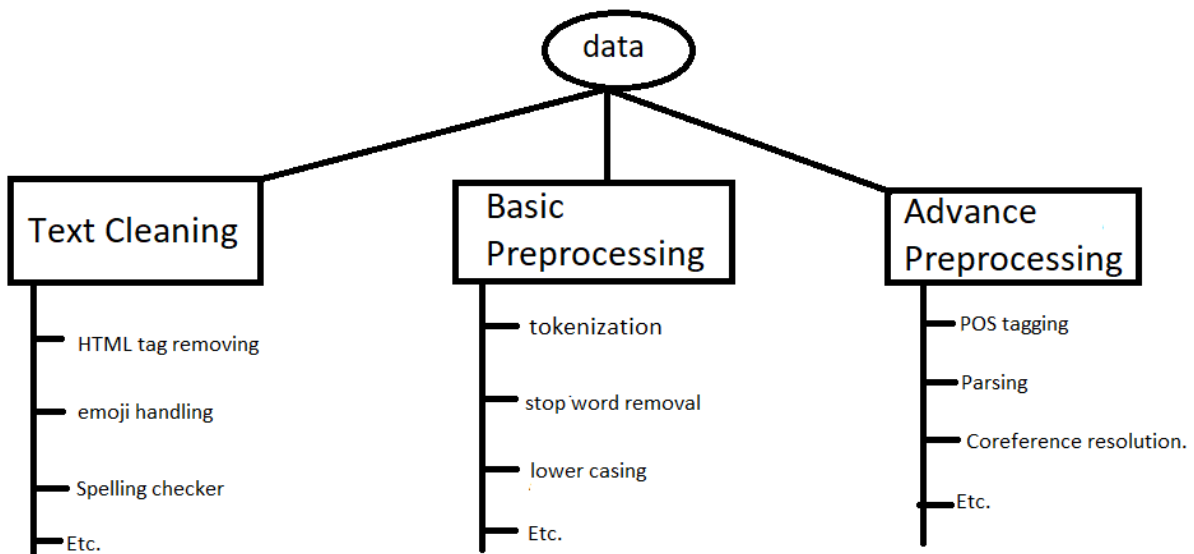 data
Text Cleaning
HTML tag removing
emoji handling
Spelling checker
Etc.
Basic
Preprocessing
tokenization
stop word removal
lower casing
Etc.
Advance
Preprocessing
POS tagging
Parsing
Coreference resolution.
Etc.